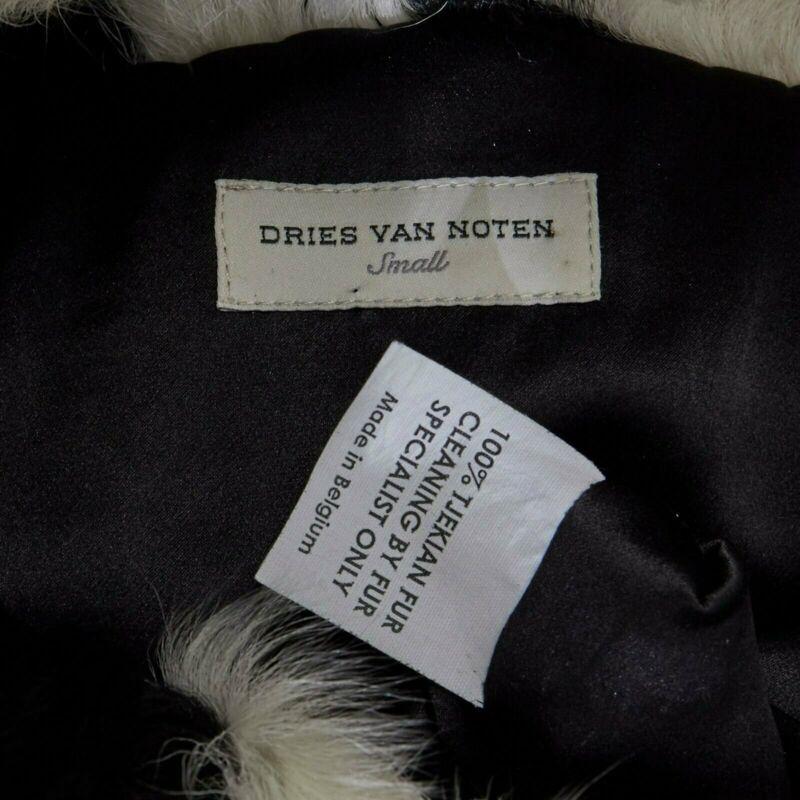 DRIES VAN NOTEN
Small
100% TJEKIAN FUR
CLEANING BY FUR
SPECIALIST ONLY
Made in Belgium